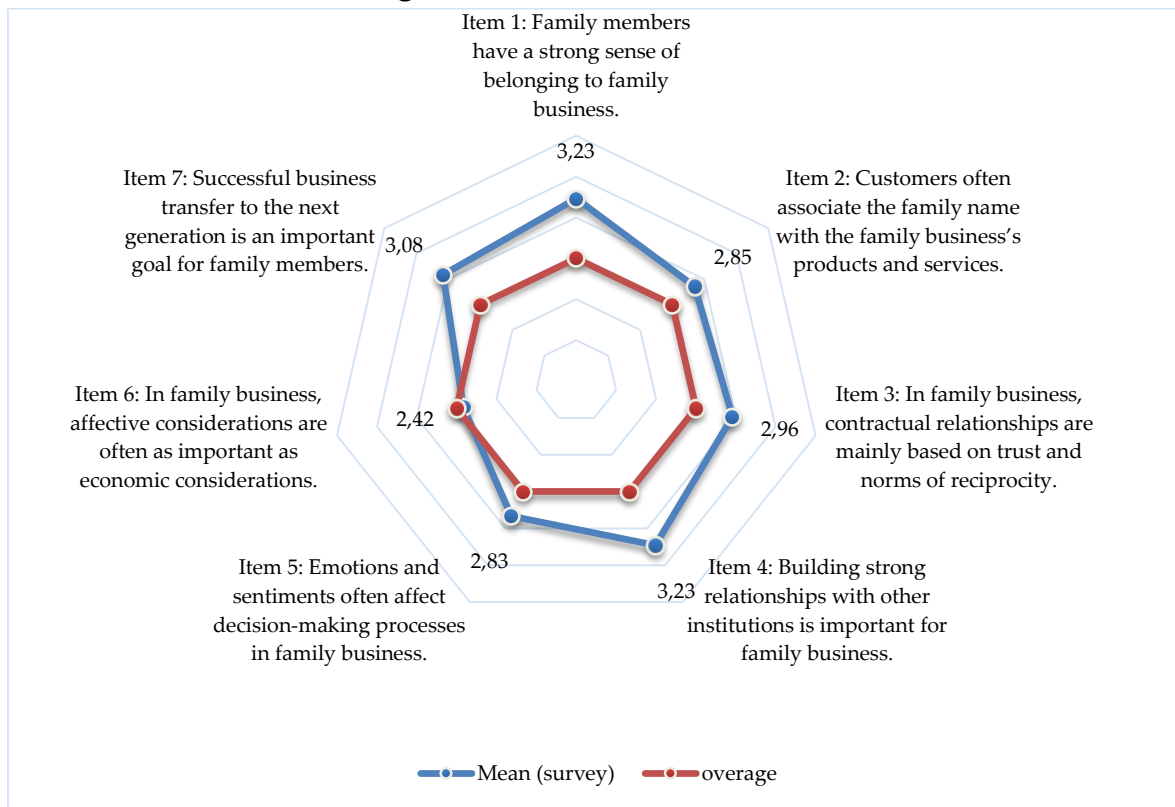 Item 1: Family members
have a strong sense of
belonging to family
business.
3,23
Item 2: Customers often
associate the family name
with the family business's
products and services.
2,85
Item 3: In family business,
contractual relationships are
mainly based on trust and
norms of reciprocity.
2,96
Item 4: Building strong
relationships with other
institutions is important for
family business.
3,23
Item 5: Emotions and
sentiments often affect
decision-making processes
in family business.
2,83
Item 6: In family business,
affective considerations are
often as important as
economic considerations.
2,42
Item 7: Successful business
transfer to the next
generation is an important
goal for family members.
3,08
Mean (survey)
overage